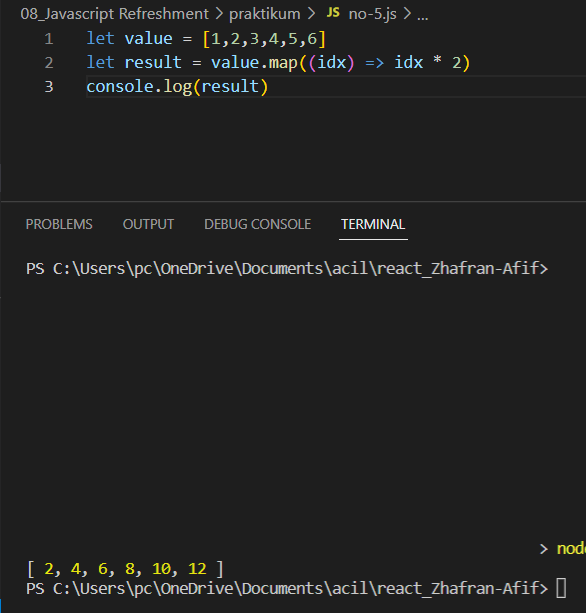 08_Javascript Refreshment > praktikum > JS no-5.js > ...
1 let value = [1,2,3,4,5,6]
2 let result = value.map((idx) => idx * 2)
3 console.log(result)
PROBLEMS OUTPUT DEBUG CONSOLE TERMINAL
PS C:\Users\pc\OneDrive\Documents\acil\react_Zhafran-Afif>
> node
[ 2, 4, 6, 8, 10, 12 ]
PS C:\Users\pc\OneDrive\Documents\acil\react_Zhafran-Afif>